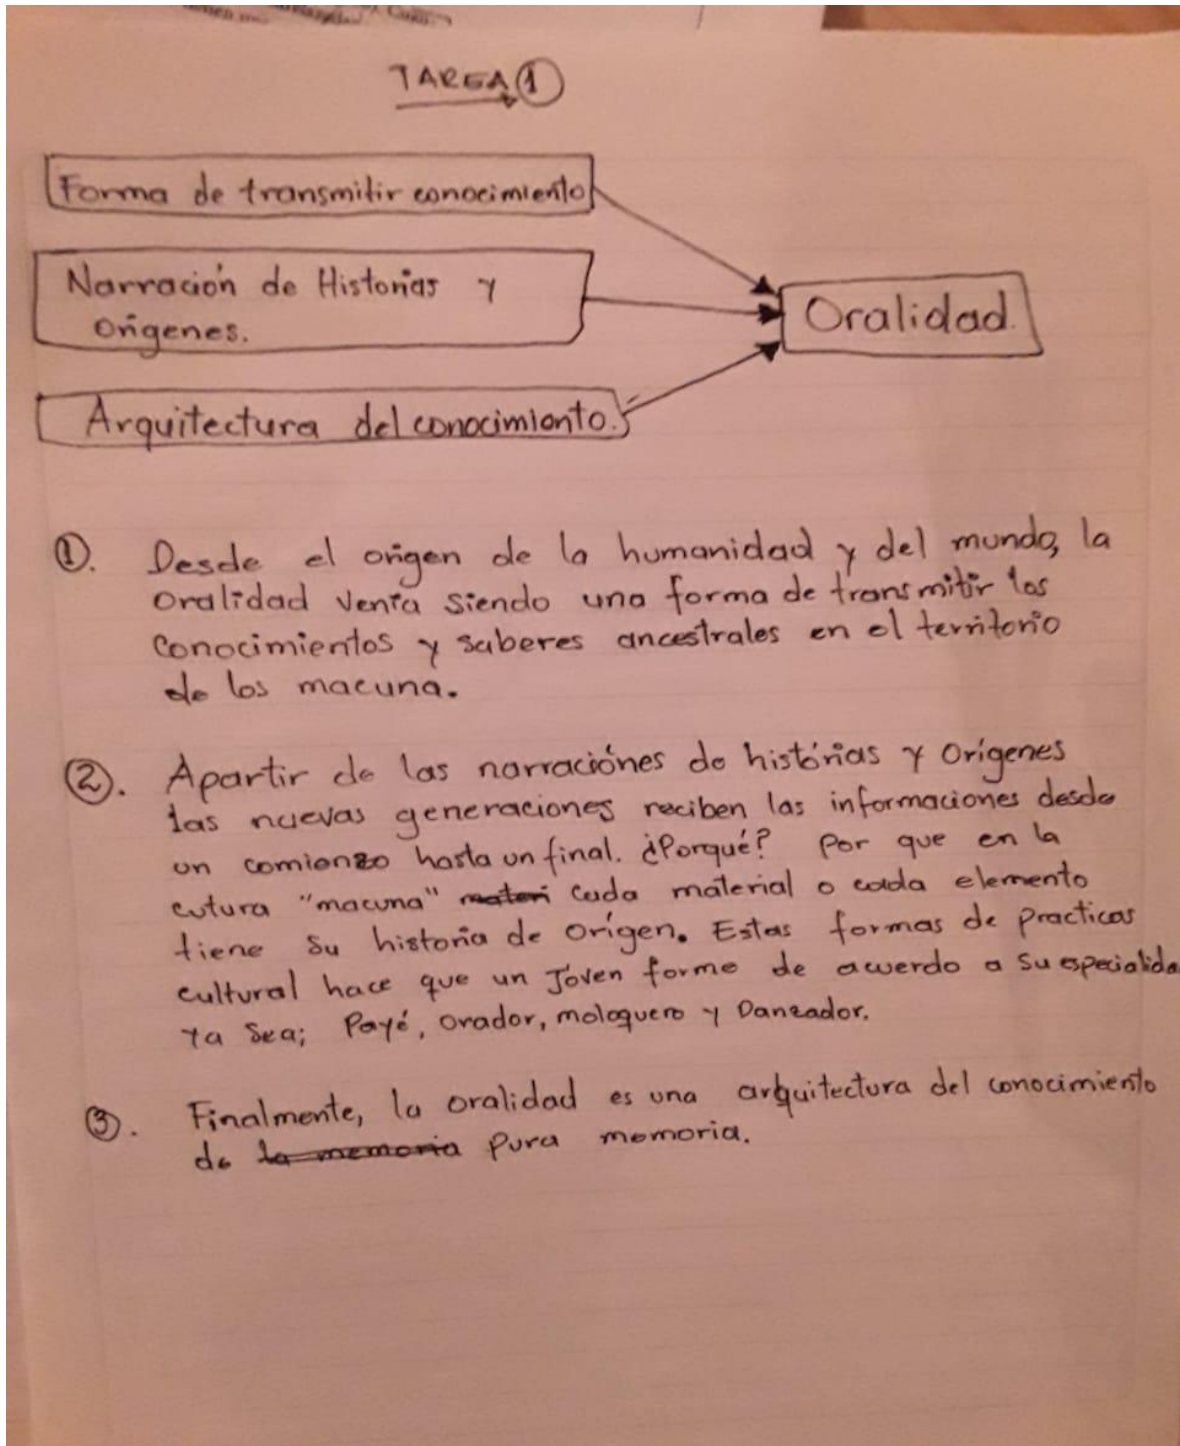 TAREA ①
Forma de transmitir conocimiento
Narración de Historias y
Orígenes.
Oralidad.
Arquitectura del conocimiento.
①. Desde el origen de la humanidad y del mundo, la
Oralidad venía siendo una forma de transmitir los
conocimientos y saberes ancestrales en el territorio
de los macuna.
②. Apartir de las narraciónes de histórias y Orígenes
las nuevas generaciones reciben las informaciones desde
un comienzo hasta un final. ¿Porqué? Por que en la
cutura "macuna" materi cada material o cada elemento
tiene su historia de Orígen. Estas formas de practicas
cultural hace que un Joven forme de acuerdo a su especialida
ya sea; Payé, orador, maloquero y Danzador.
③. Finalmente, la oralidad es una arquitectura del conocimiento
de la memoria pura memoria.